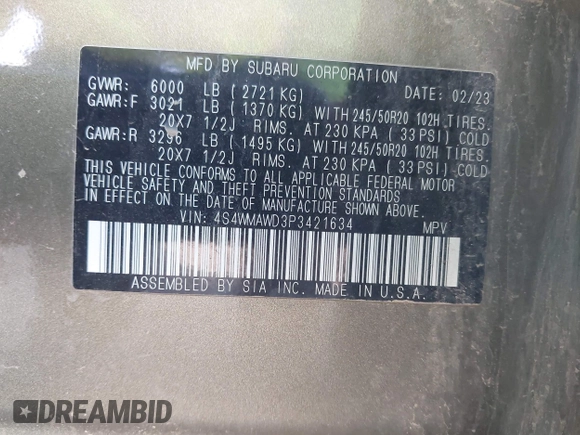 MFD BY SUBARU CORPORATION
GVWR: 6000 LB ( 2721 KG) DATE: 02/23
GAWR:F 3021 LB ( 1370 KG) WITH 245/50R20 102H TIRES.
20X7 1/2J RIMS. AT 230 KPA ( 33 PSI) COLD
GAWR:R 3296 LB ( 1495 KG) WITH 245/50R20 102H TIRES.
20X7 1/2J RIMS. AT 230 KPA ( 33 PSI) COLD
THIS VEHICLE CONFORMS TO ALL APPLICABLE FEDERAL MOTOR
VEHICLE SAFETY AND THEFT PREVENTION STANDARDS
IN EFFECT ON THE DATE OF MANUFACTURE SHOWN ABOVE.
VIN: 4S4WMAWD3P3421634 MPV
ASSEMBLED BY SIA INC. MADE IN U.S.A.
DREAMBID